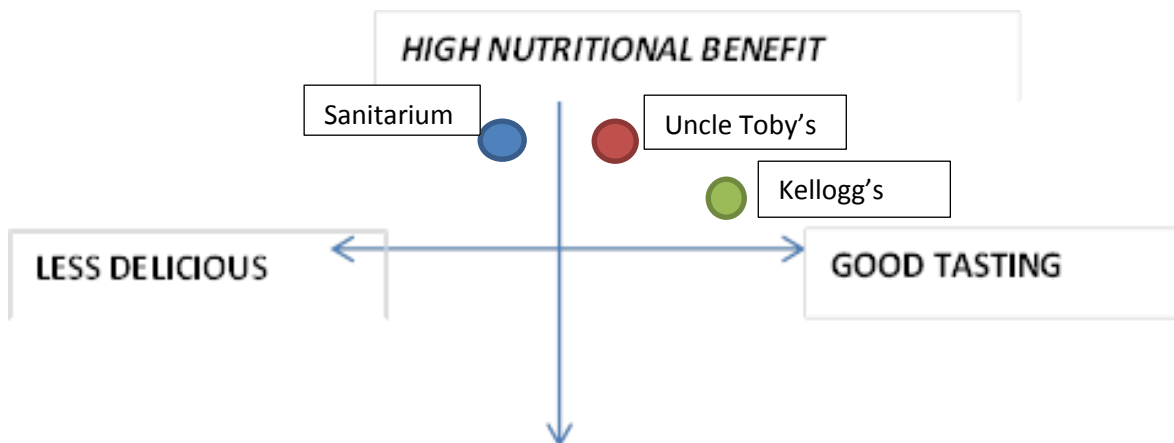 HIGH NUTRITIONAL BENEFIT
Sanitarium
Uncle Toby’s
Kellogg’s
LESS DELICIOUS
GOOD TASTING